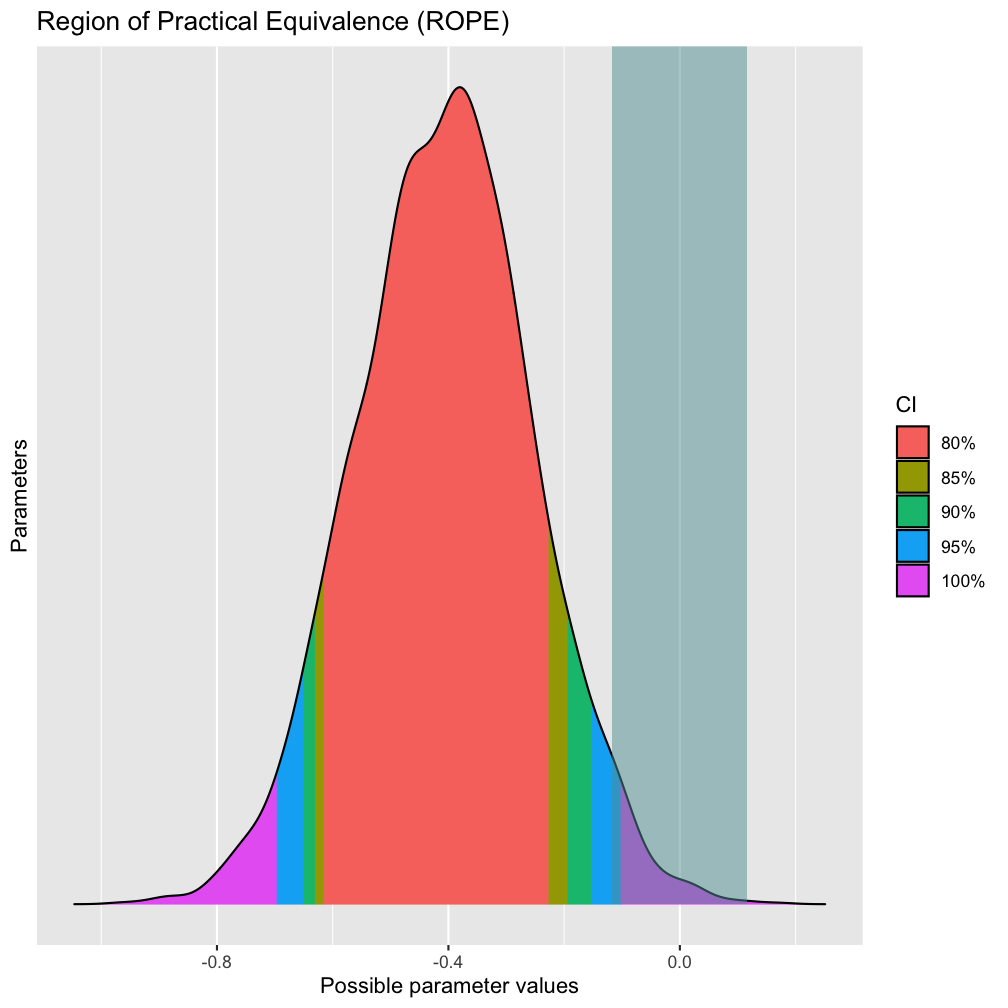 Region of Practical Equivalence (ROPE)
Parameters
CI
80%
85%
90%
95%
100%
-0.8
-0.4
0.0
Possible parameter values